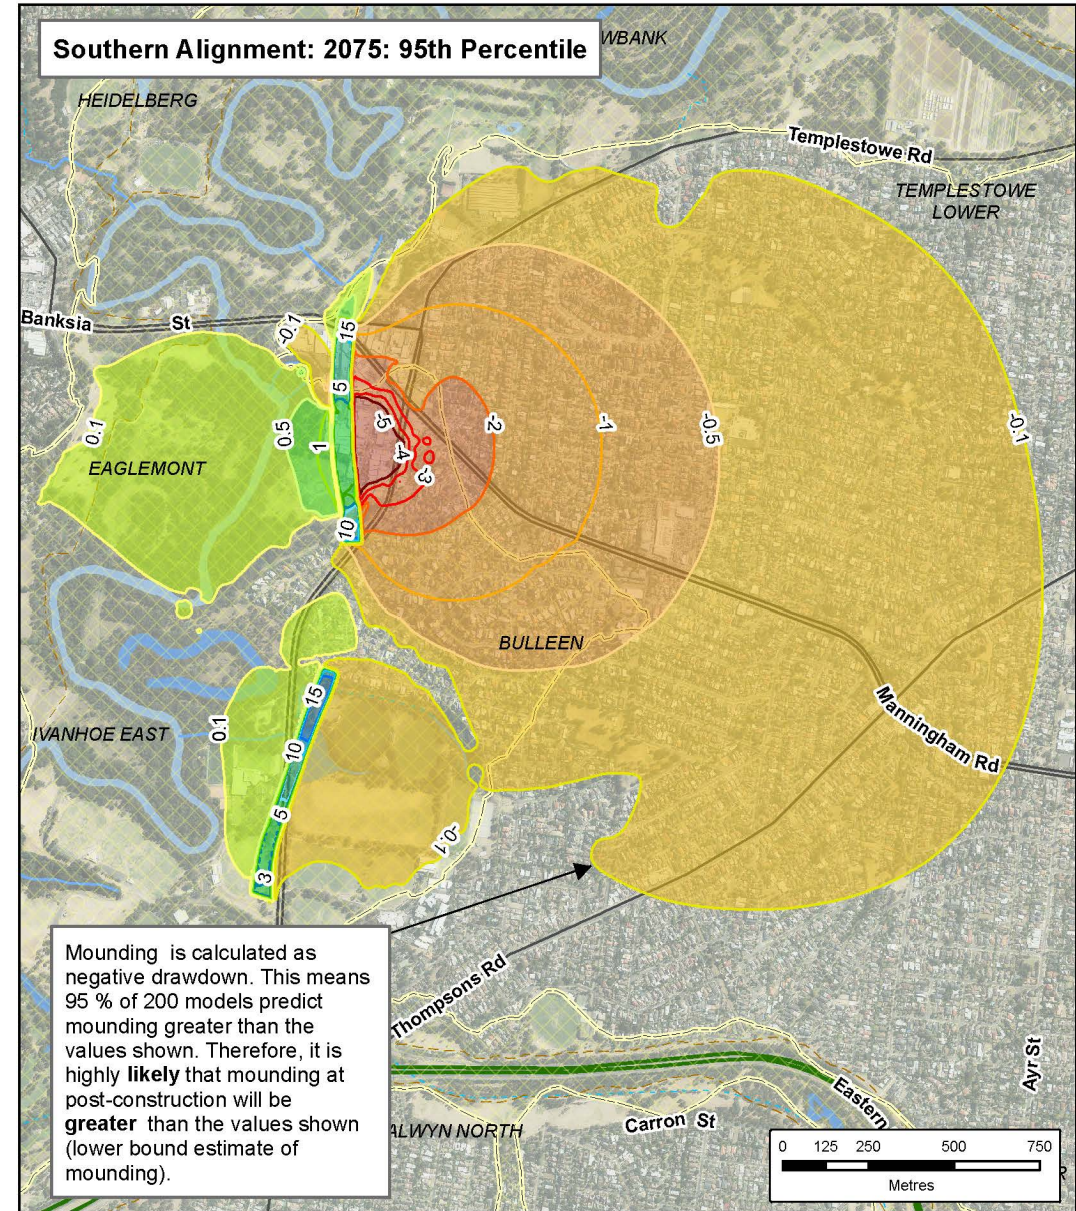 Southern Alignment: 2075: 95th Percentile
WBANK
HEIDELBERG
Templestowe Rd
TEMPLESTOWE
LOWER
Banksia St
-0.1
15
5
0.1
0.5
1
-5
-4
-3
-2
-1
-0.5
-0.1
EAGLEMONT
10
BULLEEN
15
IVANHOE EAST
0.1
10
Manningham Rd
5
-0.1
3
Mounding is calculated as
negative drawdown. This means
95 % of 200 models predict
mounding greater than the
values shown. Therefore, it is
highly likely that mounding at
post-construction will be
greater than the values shown
(lower bound estimate of
mounding).
Thompsons Rd
Ayr St
Eastern
Carron St
ALWYN NORTH
0 125 250 500 750
Metres
R